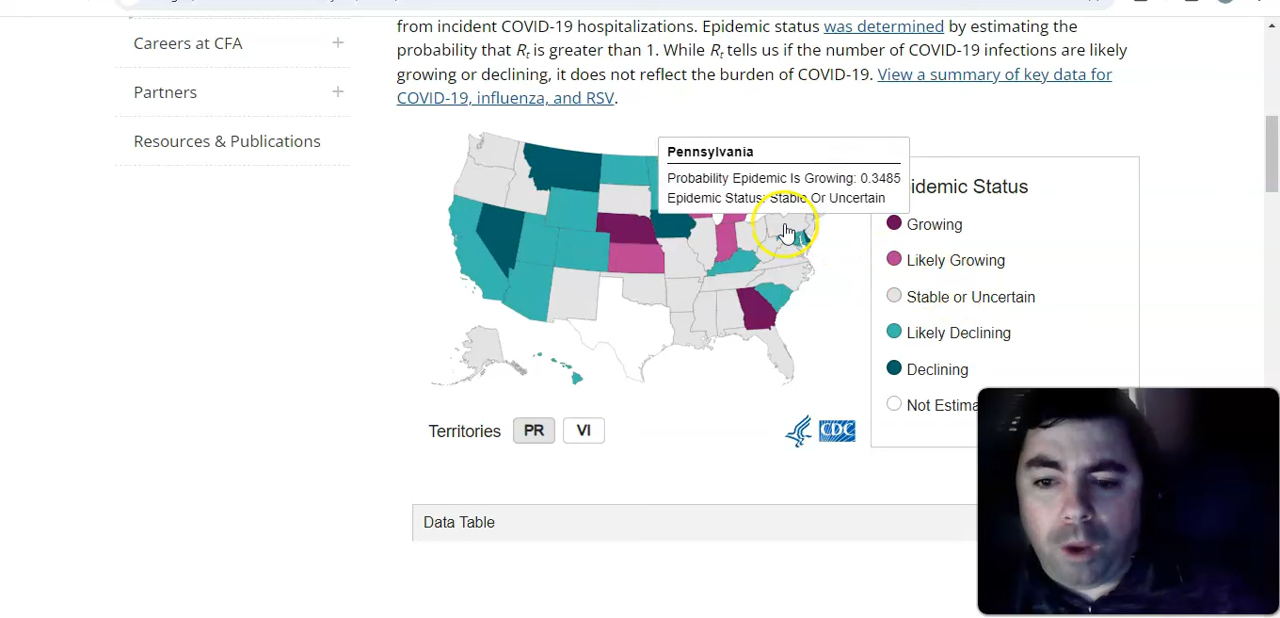 from incident COVID-19 hospitalizations. Epidemic status was determined by estimating the
probability that Rt is greater than 1. While Rt tells us if the number of COVID-19 infections are likely
growing or declining, it does not reflect the burden of COVID-19. View a summary of key data for
COVID-19, influenza, and RSV.
Careers at CFA +
Partners +
Resources & Publications
Pennsylvania
Probability Epidemic Is Growing: 0.3485
Epidemic Status: Stable Or Uncertain
idemic Status
Growing
Likely Growing
Stable or Uncertain
Likely Declining
Declining
Not Estima
Territories PR VI
CDC
Data Table